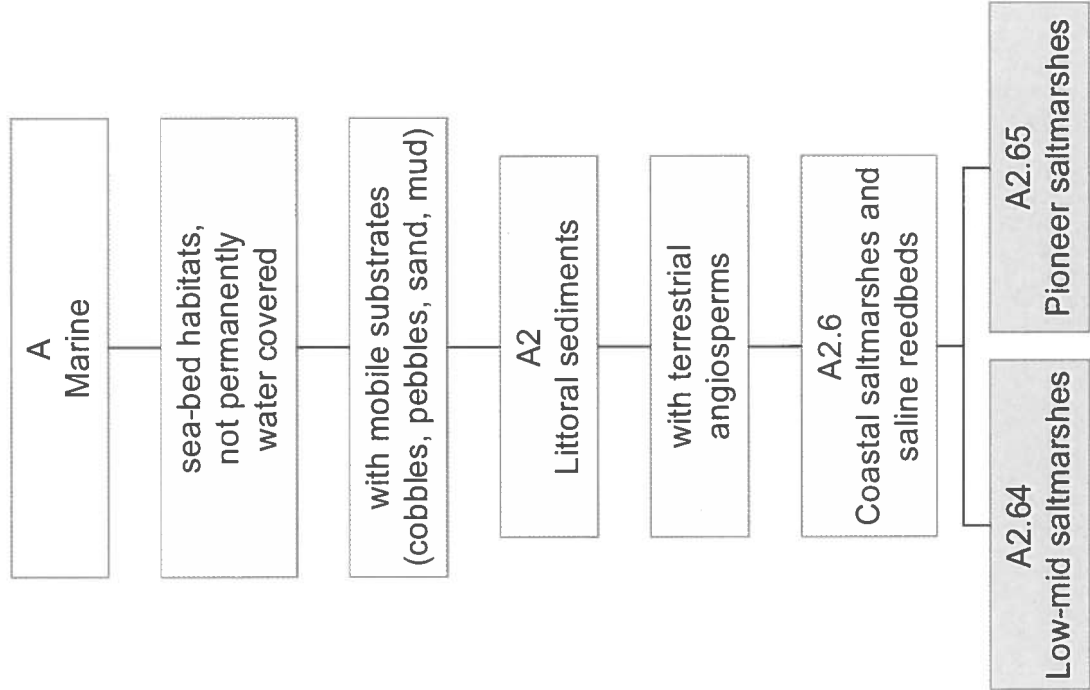 A
Marine
sea-bed habitats,
not permanently
water covered
with mobile substrates
(cobbles, pebbles, sand, mud)
A2
Littoral sediments
with terrestrial
angiosperms
A2.6
Coastal saltmarshes and
saline reedbeds
A2.64
Low-mid saltmarshes
A2.65
Pioneer saltmarshes